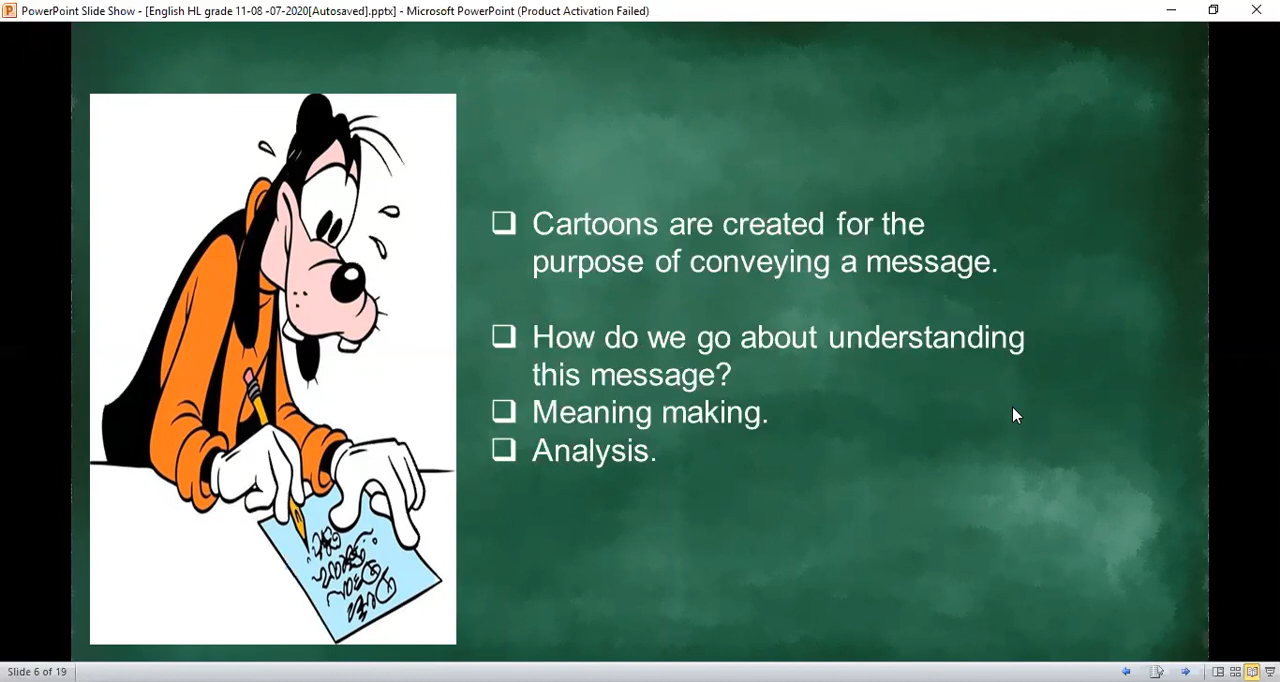 PowerPoint Slide Show - [English HL grade 11-08 -07-2020[Autosaved].pptx] - Microsoft PowerPoint (Product Activation Failed)
Cartoons are created for the
purpose of conveying a message.
How do we go about understanding
this message?
Meaning making.
Analysis.
Slide 6 of 19